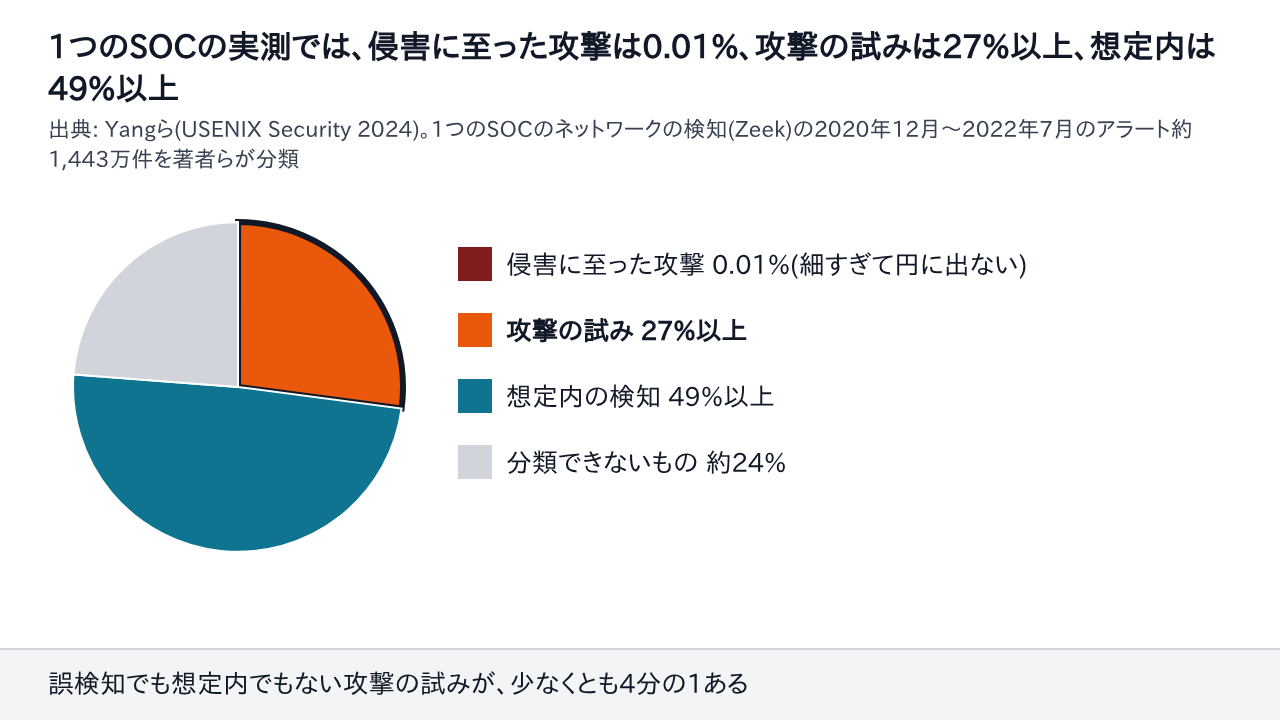 1つのSOCの実測では、侵害に至った攻撃は0.01%、攻撃の試みは27%以上、想定内は
49%以上
出典: Yangら(USENIX Security 2024)。1つのSOCのネットワークの検知(Zeek)の2020年12月〜2022年7月のアラート約
1,443万件を著者らが分類
侵害に至った攻撃 0.01%(細すぎて円に出ない)
攻撃の試み 27%以上
想定内の検知 49%以上
分類できないもの 約24%
誤検知でも想定内でもない攻撃の試みが、少なくとも4分の1ある